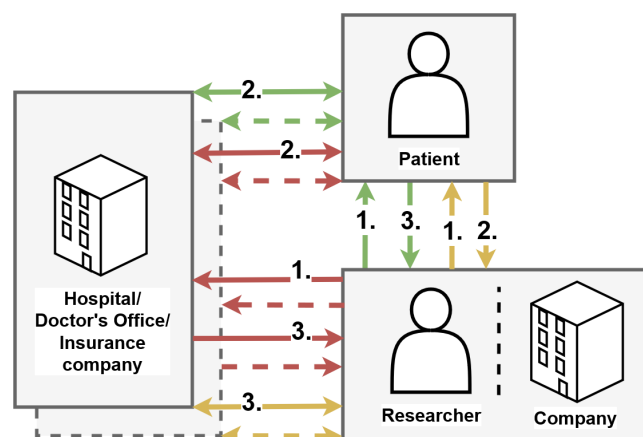 2.
Patient
2.
1.
3.
1.
2.
1.
Hospital/
Doctor's Office/
Insurance
company
3.
3.
Researcher
Company